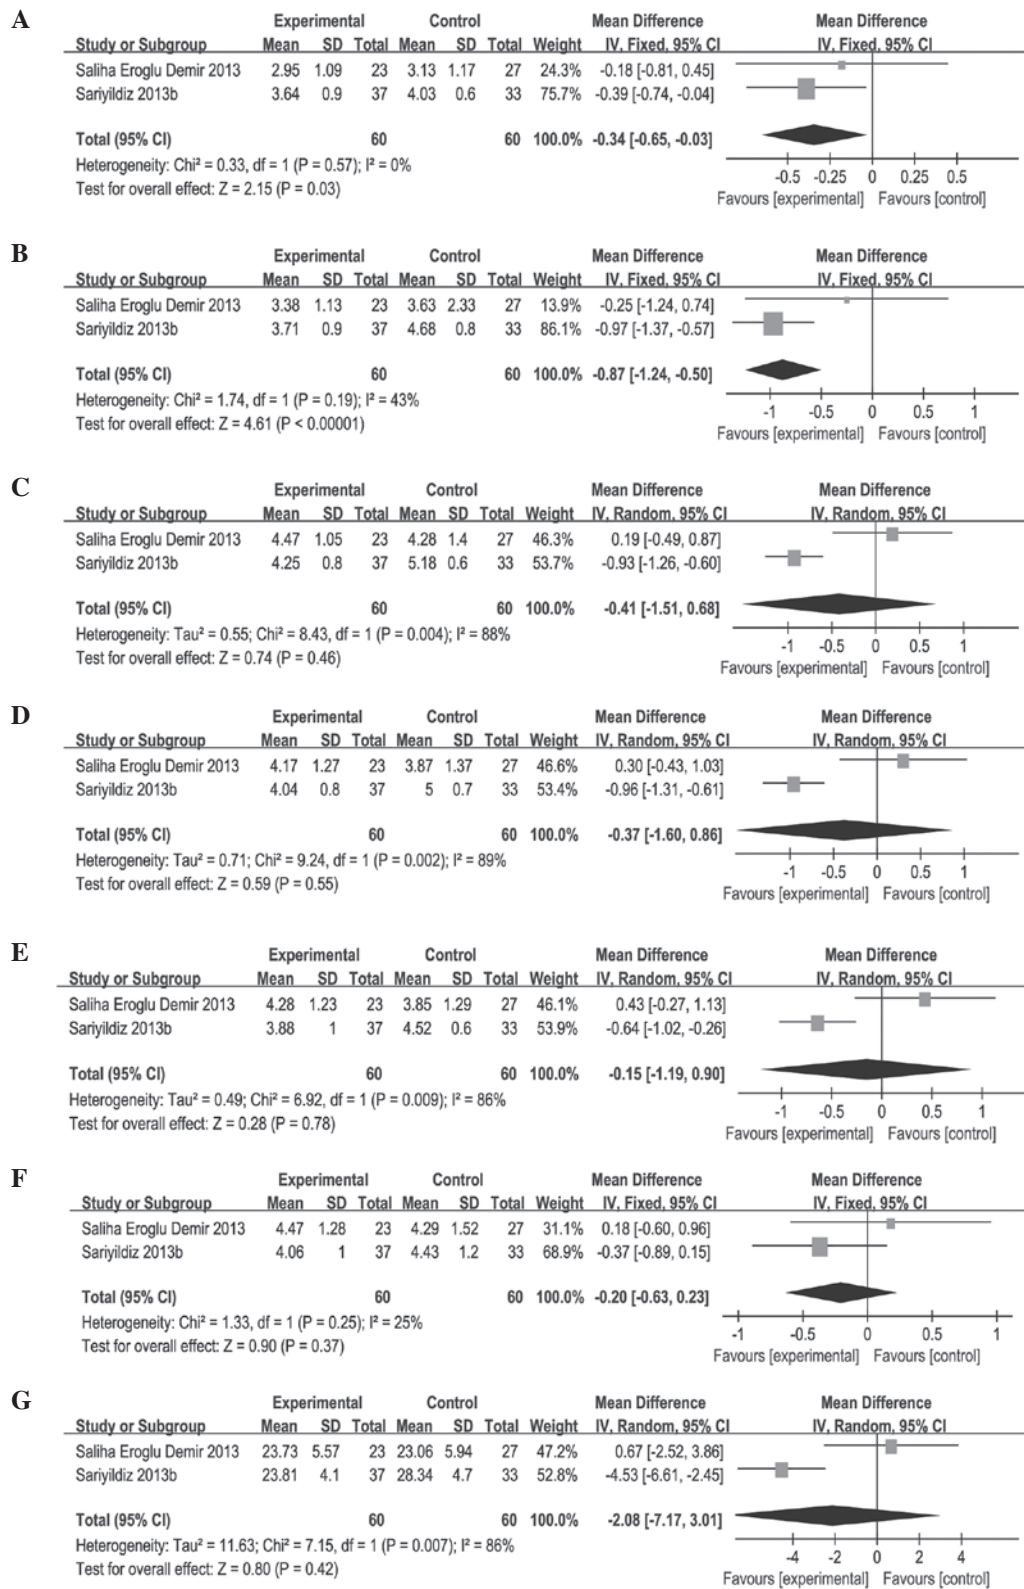 A
Experimental Control Mean Difference Mean Difference
Study or Subgroup Mean SD Total Mean SD Total Weight IV, Fixed, 95% CI IV, Fixed, 95% CI
Saliha Eroglu Demir 2013 2.95 1.09 23 3.13 1.17 27 24.3% -0.18 [-0.81, 0.45]
Sariyildiz 2013b 3.64 0.9 37 4.03 0.6 33 75.7% -0.39 [-0.74, -0.04]
Total (95% CI) 60 60 100.0% -0.34 [-0.65, -0.03]
Heterogeneity: Chi² = 0.33, df = 1 (P = 0.57); I² = 0%
Test for overall effect: Z = 2.15 (P = 0.03)
-0.5 -0.25 0 0.25 0.5
Favours [experimental] Favours [control]
B
Experimental Control Mean Difference Mean Difference
Study or Subgroup Mean SD Total Mean SD Total Weight IV, Fixed, 95% CI IV, Fixed, 95% CI
Saliha Eroglu Demir 2013 3.38 1.13 23 3.63 2.33 27 13.9% -0.25 [-1.24, 0.74]
Sariyildiz 2013b 3.71 0.9 37 4.68 0.8 33 86.1% -0.97 [-1.37, -0.57]
Total (95% CI) 60 60 100.0% -0.87 [-1.24, -0.50]
Heterogeneity: Chi² = 1.74, df = 1 (P = 0.19); I² = 43%
Test for overall effect: Z = 4.61 (P < 0.00001)
-1 -0.5 0 0.5 1
Favours [experimental] Favours [control]
C
Experimental Control Mean Difference Mean Difference
Study or Subgroup Mean SD Total Mean SD Total Weight IV, Random, 95% CI IV, Random, 95% CI
Saliha Eroglu Demir 2013 4.47 1.05 23 4.28 1.4 27 46.3% 0.19 [-0.49, 0.87]
Sariyildiz 2013b 4.25 0.8 37 5.18 0.6 33 53.7% -0.93 [-1.26, -0.60]
Total (95% CI) 60 60 100.0% -0.41 [-1.51, 0.68]
Heterogeneity: Tau² = 0.55; Chi² = 8.43, df = 1 (P = 0.004); I² = 88%
Test for overall effect: Z = 0.74 (P = 0.46)
-1 -0.5 0 0.5 1
Favours [experimental] Favours [control]
D
Experimental Control Mean Difference Mean Difference
Study or Subgroup Mean SD Total Mean SD Total Weight IV, Random, 95% CI IV, Random, 95% CI
Saliha Eroglu Demir 2013 4.17 1.27 23 3.87 1.37 27 46.6% 0.30 [-0.43, 1.03]
Sariyildiz 2013b 4.04 0.8 37 5 0.7 33 53.4% -0.96 [-1.31, -0.61]
Total (95% CI) 60 60 100.0% -0.37 [-1.60, 0.86]
Heterogeneity: Tau² = 0.71; Chi² = 9.24, df = 1 (P = 0.002); I² = 89%
Test for overall effect: Z = 0.59 (P = 0.55)
-1 -0.5 0 0.5 1
Favours [experimental] Favours [control]
E
Experimental Control Mean Difference Mean Difference
Study or Subgroup Mean SD Total Mean SD Total Weight IV, Random, 95% CI IV, Random, 95% CI
Saliha Eroglu Demir 2013 4.28 1.23 23 3.85 1.29 27 46.1% 0.43 [-0.27, 1.13]
Sariyildiz 2013b 3.88 1 37 4.52 0.6 33 53.9% -0.64 [-1.02, -0.26]
Total (95% CI) 60 60 100.0% -0.15 [-1.19, 0.90]
Heterogeneity: Tau² = 0.49; Chi² = 6.92, df = 1 (P = 0.009); I² = 86%
Test for overall effect: Z = 0.28 (P = 0.78)
-1 -0.5 0 0.5 1
Favours [experimental] Favours [control]
F
Experimental Control Mean Difference Mean Difference
Study or Subgroup Mean SD Total Mean SD Total Weight IV, Fixed, 95% CI IV, Fixed, 95% CI
Saliha Eroglu Demir 2013 4.47 1.28 23 4.29 1.52 27 31.1% 0.18 [-0.60, 0.96]
Sariyildiz 2013b 4.06 1 37 4.43 1.2 33 68.9% -0.37 [-0.89, 0.15]
Total (95% CI) 60 60 100.0% -0.20 [-0.63, 0.23]
Heterogeneity: Chi² = 1.33, df = 1 (P = 0.25); I² = 25%
Test for overall effect: Z = 0.90 (P = 0.37)
-1 -0.5 0 0.5 1
Favours [experimental] Favours [control]
G
Experimental Control Mean Difference Mean Difference
Study or Subgroup Mean SD Total Mean SD Total Weight IV, Random, 95% CI IV, Random, 95% CI
Saliha Eroglu Demir 2013 23.73 5.57 23 23.06 5.94 27 47.2% 0.67 [-2.52, 3.86]
Sariyildiz 2013b 23.81 4.1 37 28.34 4.7 33 52.8% -4.53 [-6.61, -2.45]
Total (95% CI) 60 60 100.0% -2.08 [-7.17, 3.01]
Heterogeneity: Tau² = 11.63; Chi² = 7.15, df = 1 (P = 0.007); I² = 86%
Test for overall effect: Z = 0.80 (P = 0.42)
-4 -2 0 2 4
Favours [experimental] Favours [control]